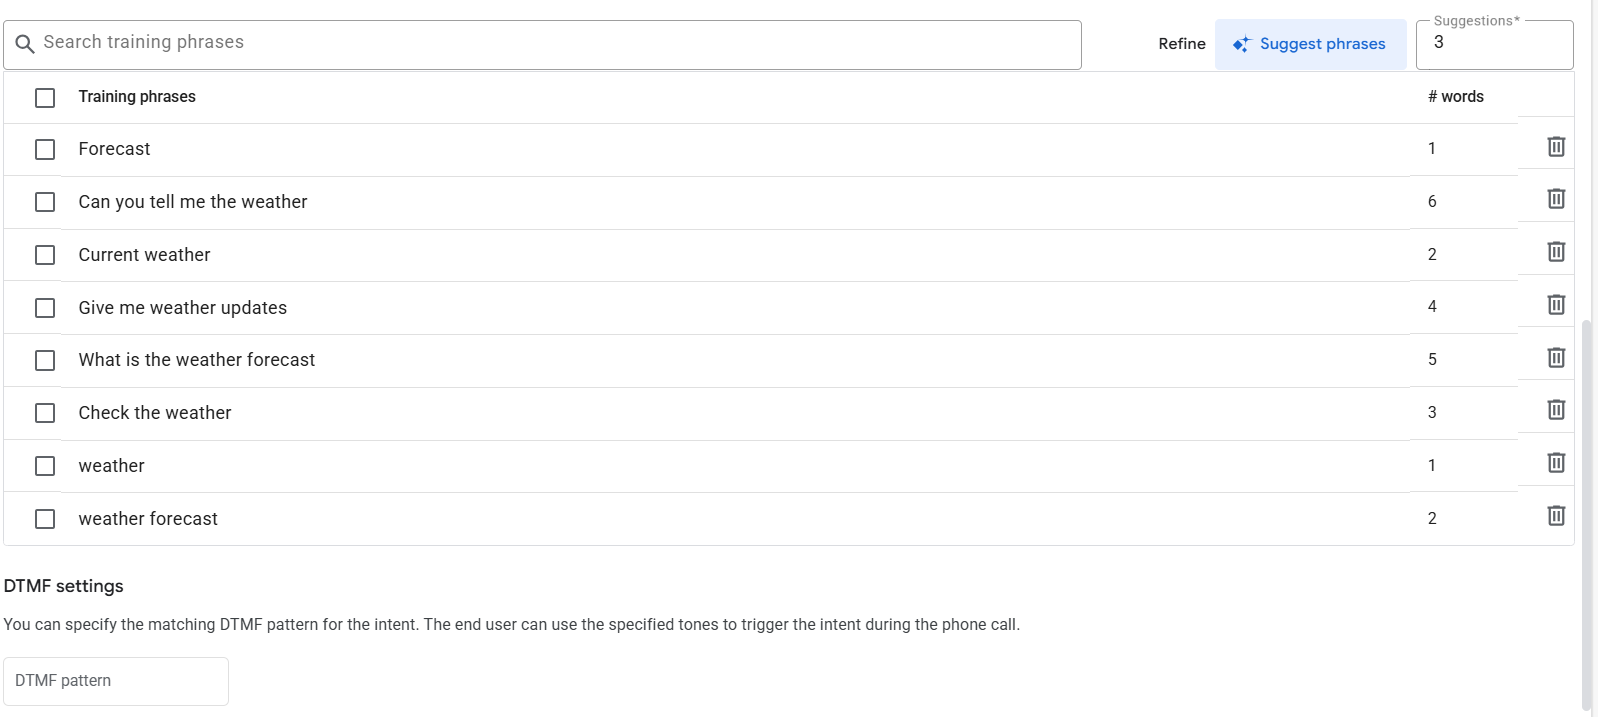 Search training phrases
Refine
Suggest phrases
Suggestions*
3
Training phrases # words
Forecast 1
Can you tell me the weather 6
Current weather 2
Give me weather updates 4
What is the weather forecast 5
Check the weather 3
weather 1
weather forecast 2
DTMF settings
You can specify the matching DTMF pattern for the intent. The end user can use the specified tones to trigger the intent during the phone call.
DTMF pattern